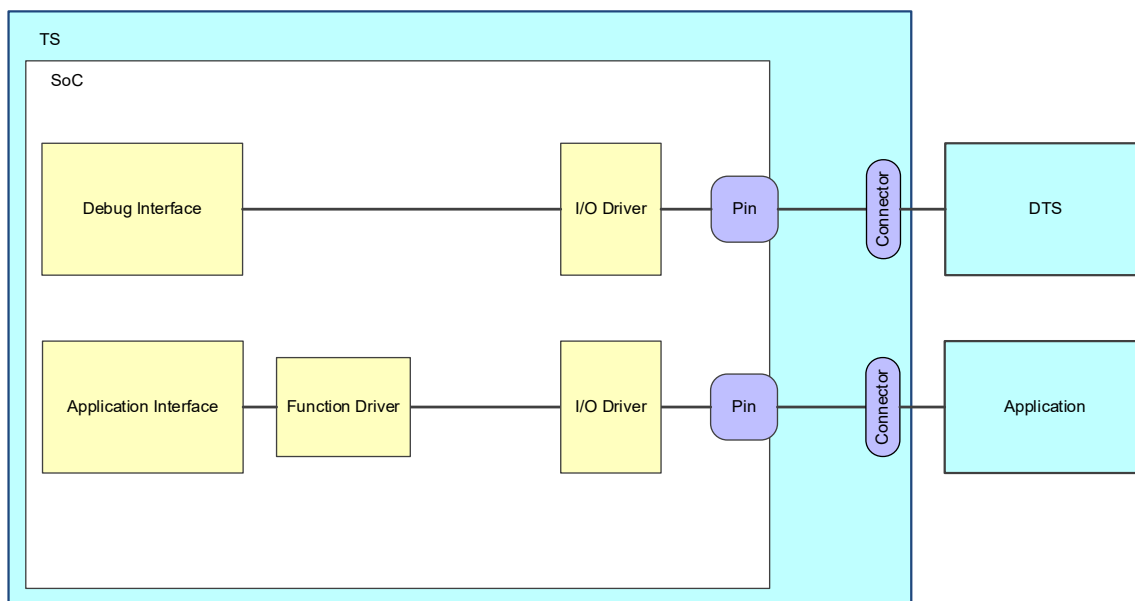 TS
SoC
Debug Interface
I/O Driver
Pin
Connector
DTS
Application Interface
Function Driver
I/O Driver
Pin
Connector
Application